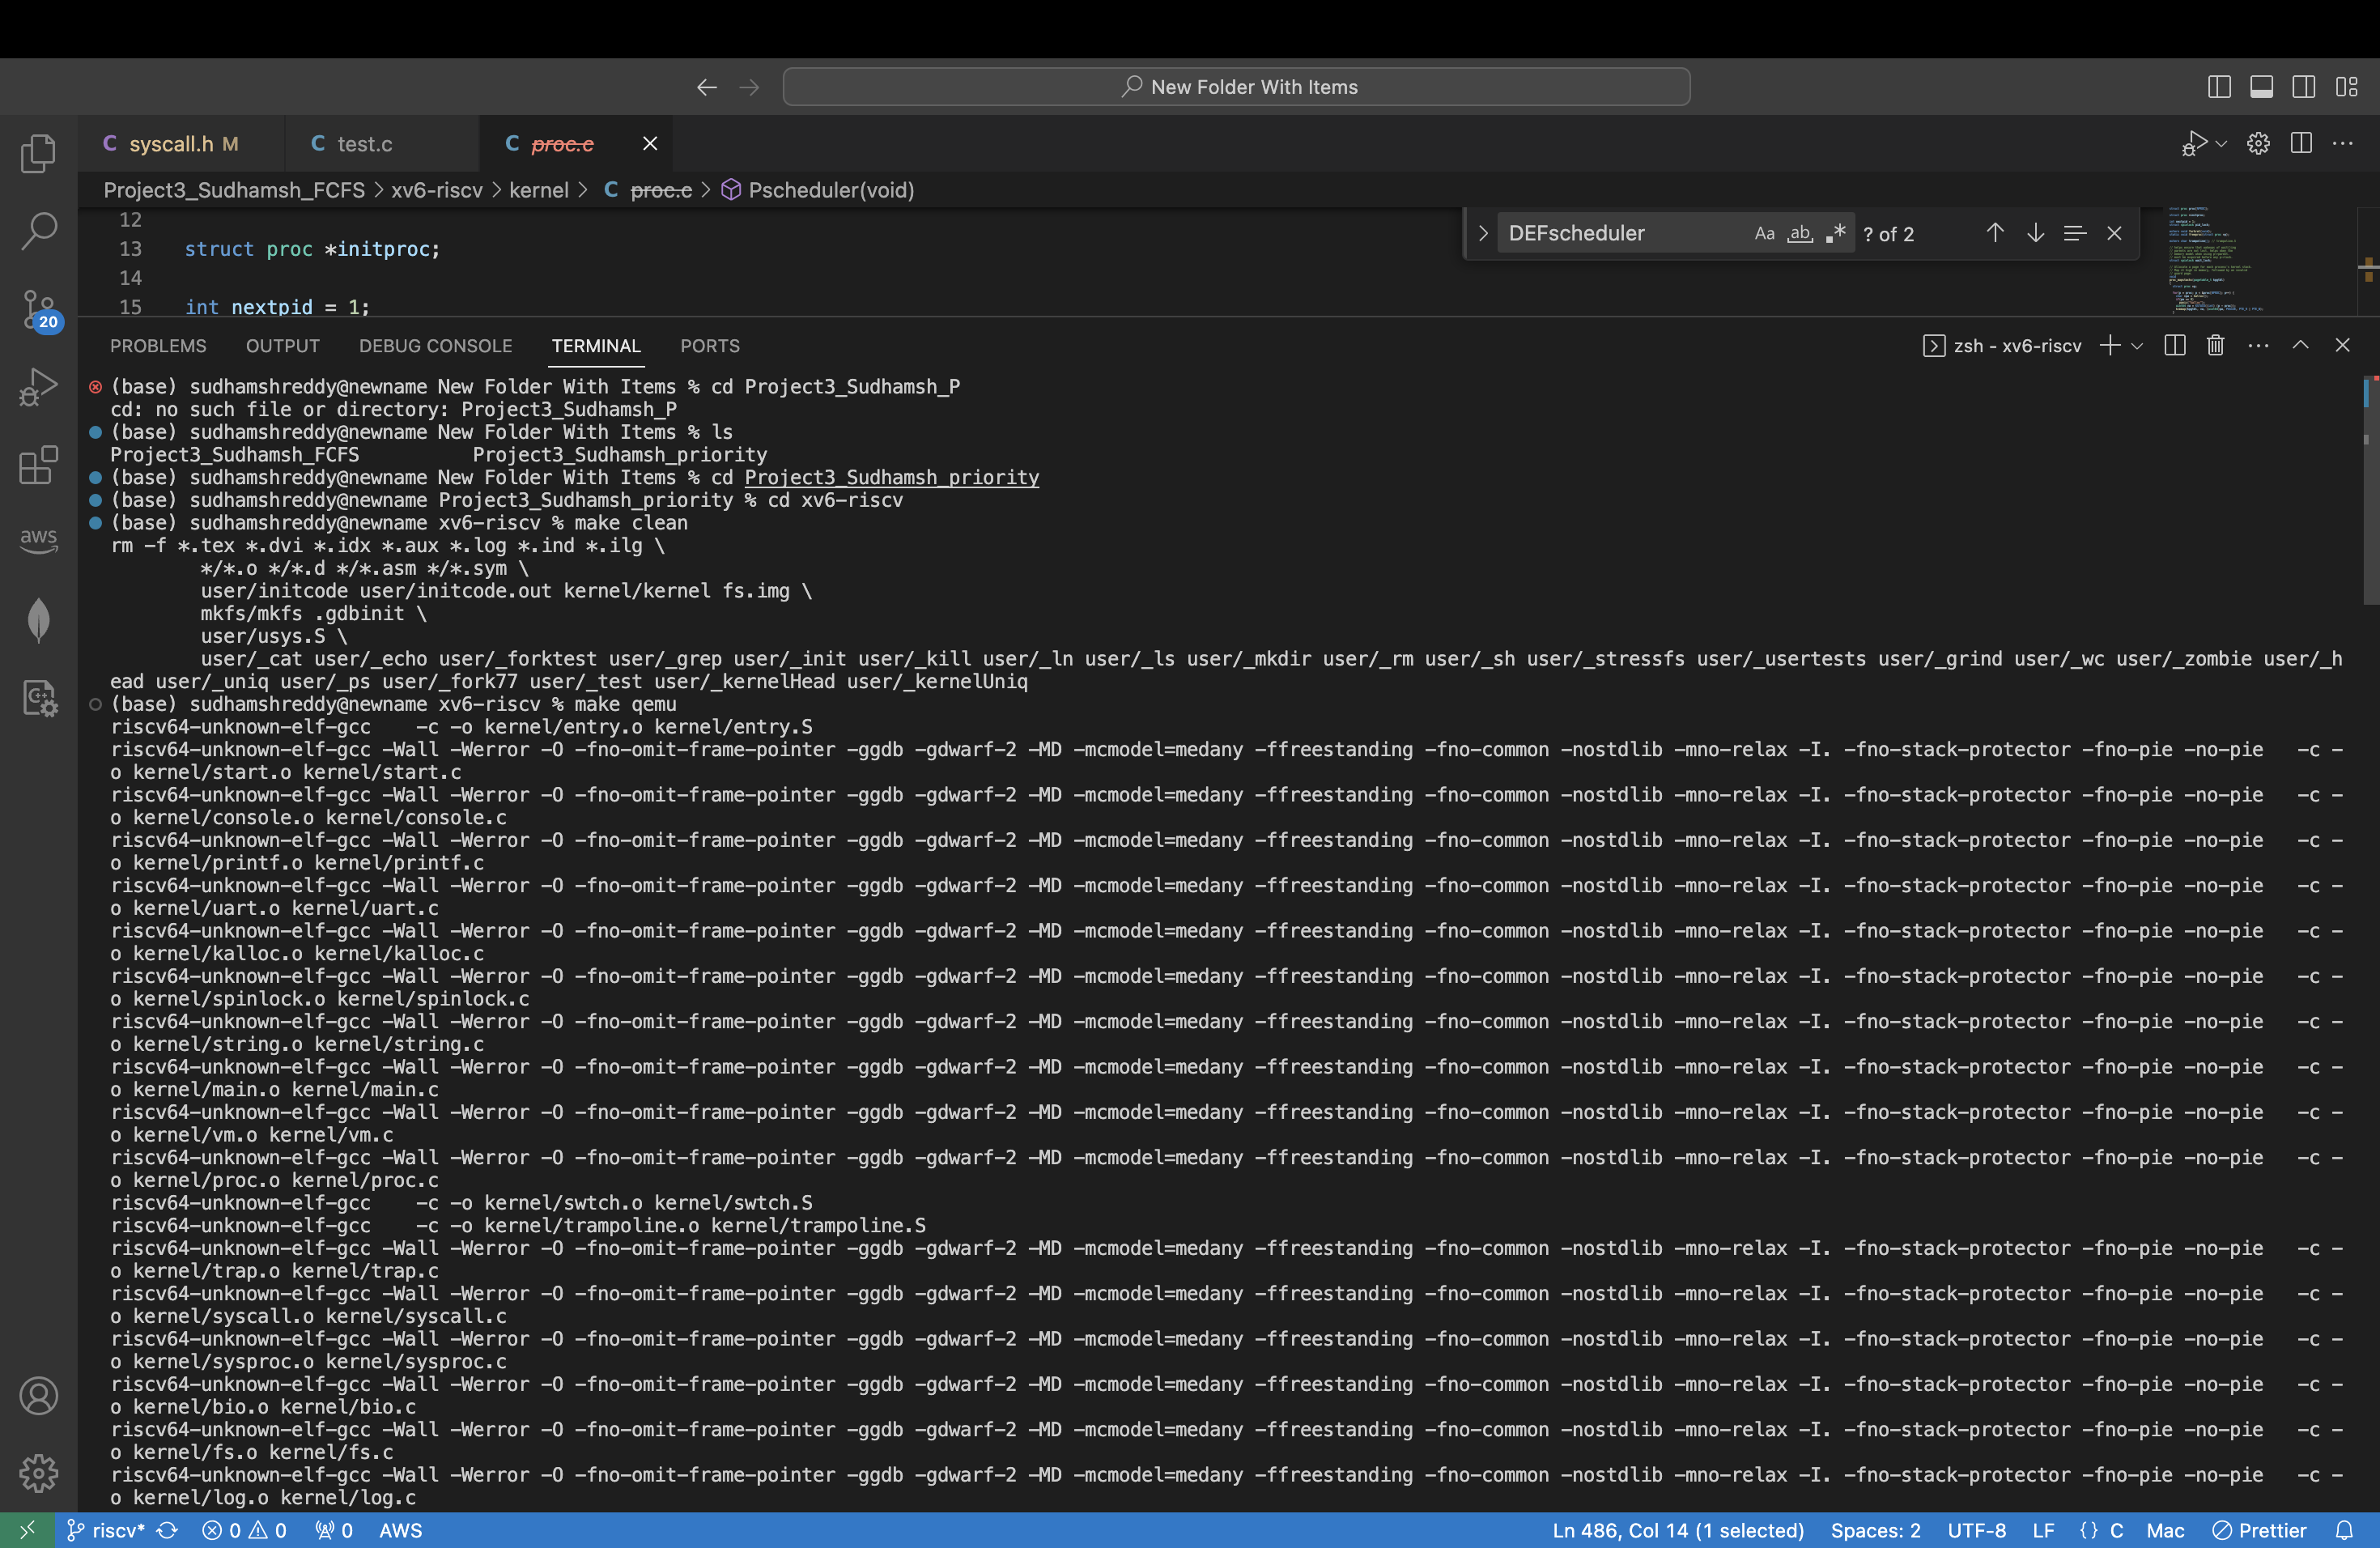 New Folder With Items
syscall.h M
test.c
proc.c
Project3_Sudhamsh_FCFS > xv6-riscv > kernel > C proc.c > Pscheduler(void)
12
13 struct proc *initproc;
14
15 int nextpid = 1;
DEFscheduler Aa ab .* ? of 2
20
aws
PROBLEMS OUTPUT DEBUG CONSOLE TERMINAL PORTS
zsh - xv6-riscv
(base) sudhamshreddy@newname New Folder With Items % cd Project3_Sudhamsh_P
cd: no such file or directory: Project3_Sudhamsh_P
(base) sudhamshreddy@newname New Folder With Items % ls
Project3_Sudhamsh_FCFS          Project3_Sudhamsh_priority
(base) sudhamshreddy@newname New Folder With Items % cd Project3_Sudhamsh_priority
(base) sudhamshreddy@newname Project3_Sudhamsh_priority % cd xv6-riscv
(base) sudhamshreddy@newname xv6-riscv % make clean
rm -f *.tex *.dvi *.idx *.aux *.log *.ind *.ilg \
        */*.o */*.d */*.asm */*.sym \
        user/initcode user/initcode.out kernel/kernel fs.img \
        mkfs/mkfs .gdbinit \
        user/usys.S \
        user/_cat user/_echo user/_forktest user/_grep user/_init user/_kill user/_ln user/_ls user/_mkdir user/_rm user/_sh user/_stressfs user/_usertests user/_grind user/_wc user/_zombie user/_h
ead user/_uniq user/_ps user/_fork77 user/_test user/_kernelHead user/_kernelUniq
(base) sudhamshreddy@newname xv6-riscv % make qemu
riscv64-unknown-elf-gcc    -c -o kernel/entry.o kernel/entry.S
riscv64-unknown-elf-gcc -Wall -Werror -O -fno-omit-frame-pointer -ggdb -gdwarf-2 -MD -mcmodel=medany -ffreestanding -fno-common -nostdlib -mno-relax -I. -fno-stack-protector -fno-pie -no-pie   -c -
o kernel/start.o kernel/start.c
riscv64-unknown-elf-gcc -Wall -Werror -O -fno-omit-frame-pointer -ggdb -gdwarf-2 -MD -mcmodel=medany -ffreestanding -fno-common -nostdlib -mno-relax -I. -fno-stack-protector -fno-pie -no-pie   -c -
o kernel/console.o kernel/console.c
riscv64-unknown-elf-gcc -Wall -Werror -O -fno-omit-frame-pointer -ggdb -gdwarf-2 -MD -mcmodel=medany -ffreestanding -fno-common -nostdlib -mno-relax -I. -fno-stack-protector -fno-pie -no-pie   -c -
o kernel/printf.o kernel/printf.c
riscv64-unknown-elf-gcc -Wall -Werror -O -fno-omit-frame-pointer -ggdb -gdwarf-2 -MD -mcmodel=medany -ffreestanding -fno-common -nostdlib -mno-relax -I. -fno-stack-protector -fno-pie -no-pie   -c -
o kernel/uart.o kernel/uart.c
riscv64-unknown-elf-gcc -Wall -Werror -O -fno-omit-frame-pointer -ggdb -gdwarf-2 -MD -mcmodel=medany -ffreestanding -fno-common -nostdlib -mno-relax -I. -fno-stack-protector -fno-pie -no-pie   -c -
o kernel/kalloc.o kernel/kalloc.c
riscv64-unknown-elf-gcc -Wall -Werror -O -fno-omit-frame-pointer -ggdb -gdwarf-2 -MD -mcmodel=medany -ffreestanding -fno-common -nostdlib -mno-relax -I. -fno-stack-protector -fno-pie -no-pie   -c -
o kernel/spinlock.o kernel/spinlock.c
riscv64-unknown-elf-gcc -Wall -Werror -O -fno-omit-frame-pointer -ggdb -gdwarf-2 -MD -mcmodel=medany -ffreestanding -fno-common -nostdlib -mno-relax -I. -fno-stack-protector -fno-pie -no-pie   -c -
o kernel/string.o kernel/string.c
riscv64-unknown-elf-gcc -Wall -Werror -O -fno-omit-frame-pointer -ggdb -gdwarf-2 -MD -mcmodel=medany -ffreestanding -fno-common -nostdlib -mno-relax -I. -fno-stack-protector -fno-pie -no-pie   -c -
o kernel/main.o kernel/main.c
riscv64-unknown-elf-gcc -Wall -Werror -O -fno-omit-frame-pointer -ggdb -gdwarf-2 -MD -mcmodel=medany -ffreestanding -fno-common -nostdlib -mno-relax -I. -fno-stack-protector -fno-pie -no-pie   -c -
o kernel/vm.o kernel/vm.c
riscv64-unknown-elf-gcc -Wall -Werror -O -fno-omit-frame-pointer -ggdb -gdwarf-2 -MD -mcmodel=medany -ffreestanding -fno-common -nostdlib -mno-relax -I. -fno-stack-protector -fno-pie -no-pie   -c -
o kernel/proc.o kernel/proc.c
riscv64-unknown-elf-gcc    -c -o kernel/swtch.o kernel/swtch.S
riscv64-unknown-elf-gcc    -c -o kernel/trampoline.o kernel/trampoline.S
riscv64-unknown-elf-gcc -Wall -Werror -O -fno-omit-frame-pointer -ggdb -gdwarf-2 -MD -mcmodel=medany -ffreestanding -fno-common -nostdlib -mno-relax -I. -fno-stack-protector -fno-pie -no-pie   -c -
o kernel/trap.o kernel/trap.c
riscv64-unknown-elf-gcc -Wall -Werror -O -fno-omit-frame-pointer -ggdb -gdwarf-2 -MD -mcmodel=medany -ffreestanding -fno-common -nostdlib -mno-relax -I. -fno-stack-protector -fno-pie -no-pie   -c -
o kernel/syscall.o kernel/syscall.c
riscv64-unknown-elf-gcc -Wall -Werror -O -fno-omit-frame-pointer -ggdb -gdwarf-2 -MD -mcmodel=medany -ffreestanding -fno-common -nostdlib -mno-relax -I. -fno-stack-protector -fno-pie -no-pie   -c -
o kernel/sysproc.o kernel/sysproc.c
riscv64-unknown-elf-gcc -Wall -Werror -O -fno-omit-frame-pointer -ggdb -gdwarf-2 -MD -mcmodel=medany -ffreestanding -fno-common -nostdlib -mno-relax -I. -fno-stack-protector -fno-pie -no-pie   -c -
o kernel/bio.o kernel/bio.c
riscv64-unknown-elf-gcc -Wall -Werror -O -fno-omit-frame-pointer -ggdb -gdwarf-2 -MD -mcmodel=medany -ffreestanding -fno-common -nostdlib -mno-relax -I. -fno-stack-protector -fno-pie -no-pie   -c -
o kernel/fs.o kernel/fs.c
riscv64-unknown-elf-gcc -Wall -Werror -O -fno-omit-frame-pointer -ggdb -gdwarf-2 -MD -mcmodel=medany -ffreestanding -fno-common -nostdlib -mno-relax -I. -fno-stack-protector -fno-pie -no-pie   -c -
o kernel/log.o kernel/log.c
riscv* 0 0 0 AWS Ln 486, Col 14 (1 selected) Spaces: 2 UTF-8 LF {} C Mac Prettier